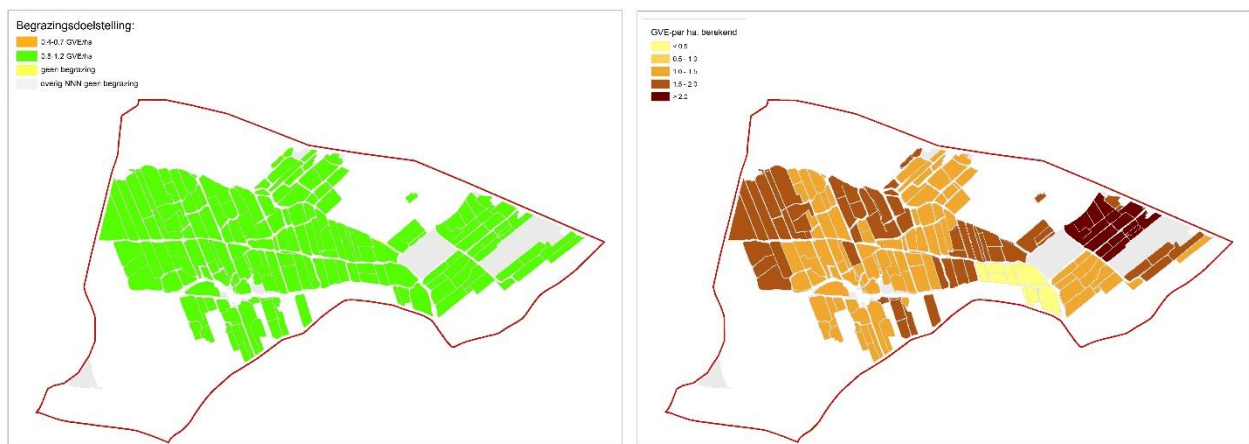 Begrazingsdoelstelling:
0.4-0.7 GVE/ha
0.8-1.2 GVE/ha
geen begrazing
overig NNN geen begrazing
GVE-per ha. berekend
< 0.5
0.5 - 1.0
1.0 - 1.5
1.5 - 2.0
> 2.0